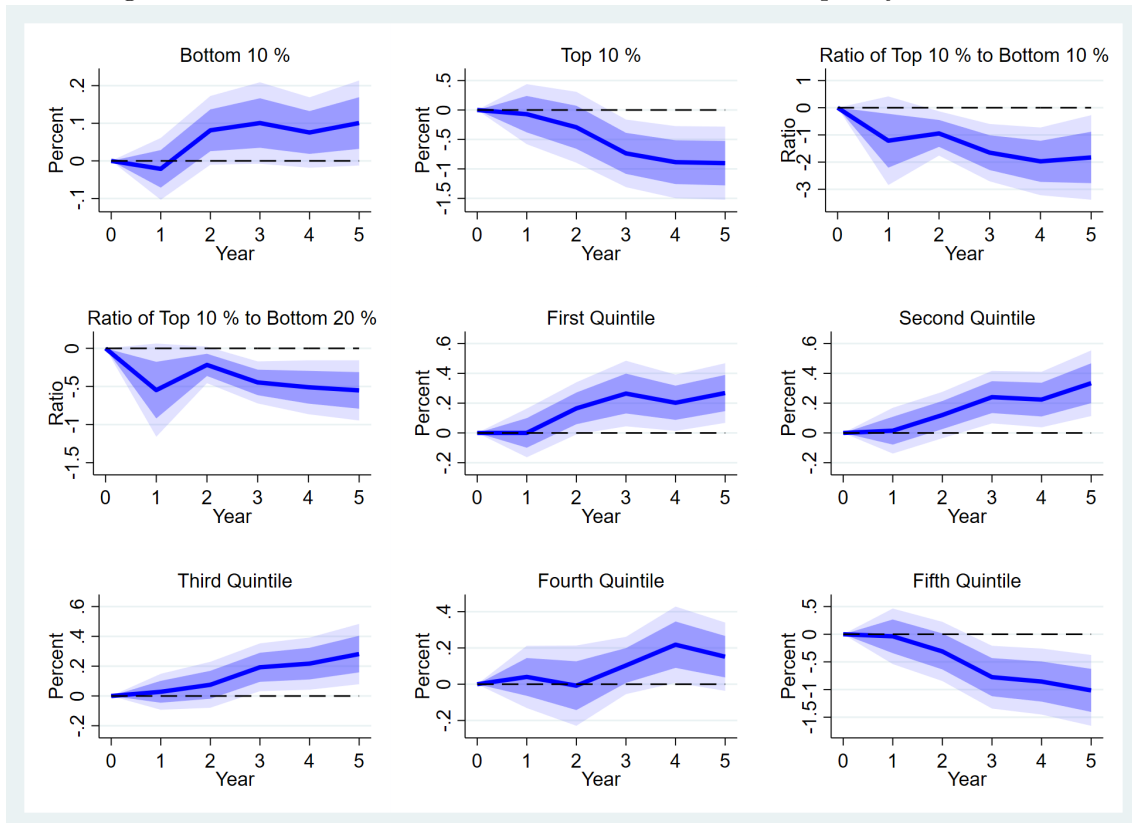 Bottom 10 %
Percent
.2
.1
0
-.1
0 1 2 3 4 5
Year
Top 10 %
Percent
.5
0
-.5
-1
-1.5
0 1 2 3 4 5
Year
Ratio of Top 10 % to Bottom 10 %
Ratio
1
0
-1
-2
-3
0 1 2 3 4 5
Year
Ratio of Top 10 % to Bottom 20 %
Ratio
0
-.5
-1
-1.5
0 1 2 3 4 5
Year
First Quintile
Percent
.6
.4
.2
0
-.2
0 1 2 3 4 5
Year
Second Quintile
Percent
.6
.4
.2
0
-.2
0 1 2 3 4 5
Year
Third Quintile
Percent
.6
.4
.2
0
-.2
0 1 2 3 4 5
Year
Fourth Quintile
Percent
.4
.2
0
-.2
0 1 2 3 4 5
Year
Fifth Quintile
Percent
.5
0
-.5
-1
-1.5
0 1 2 3 4 5
Year